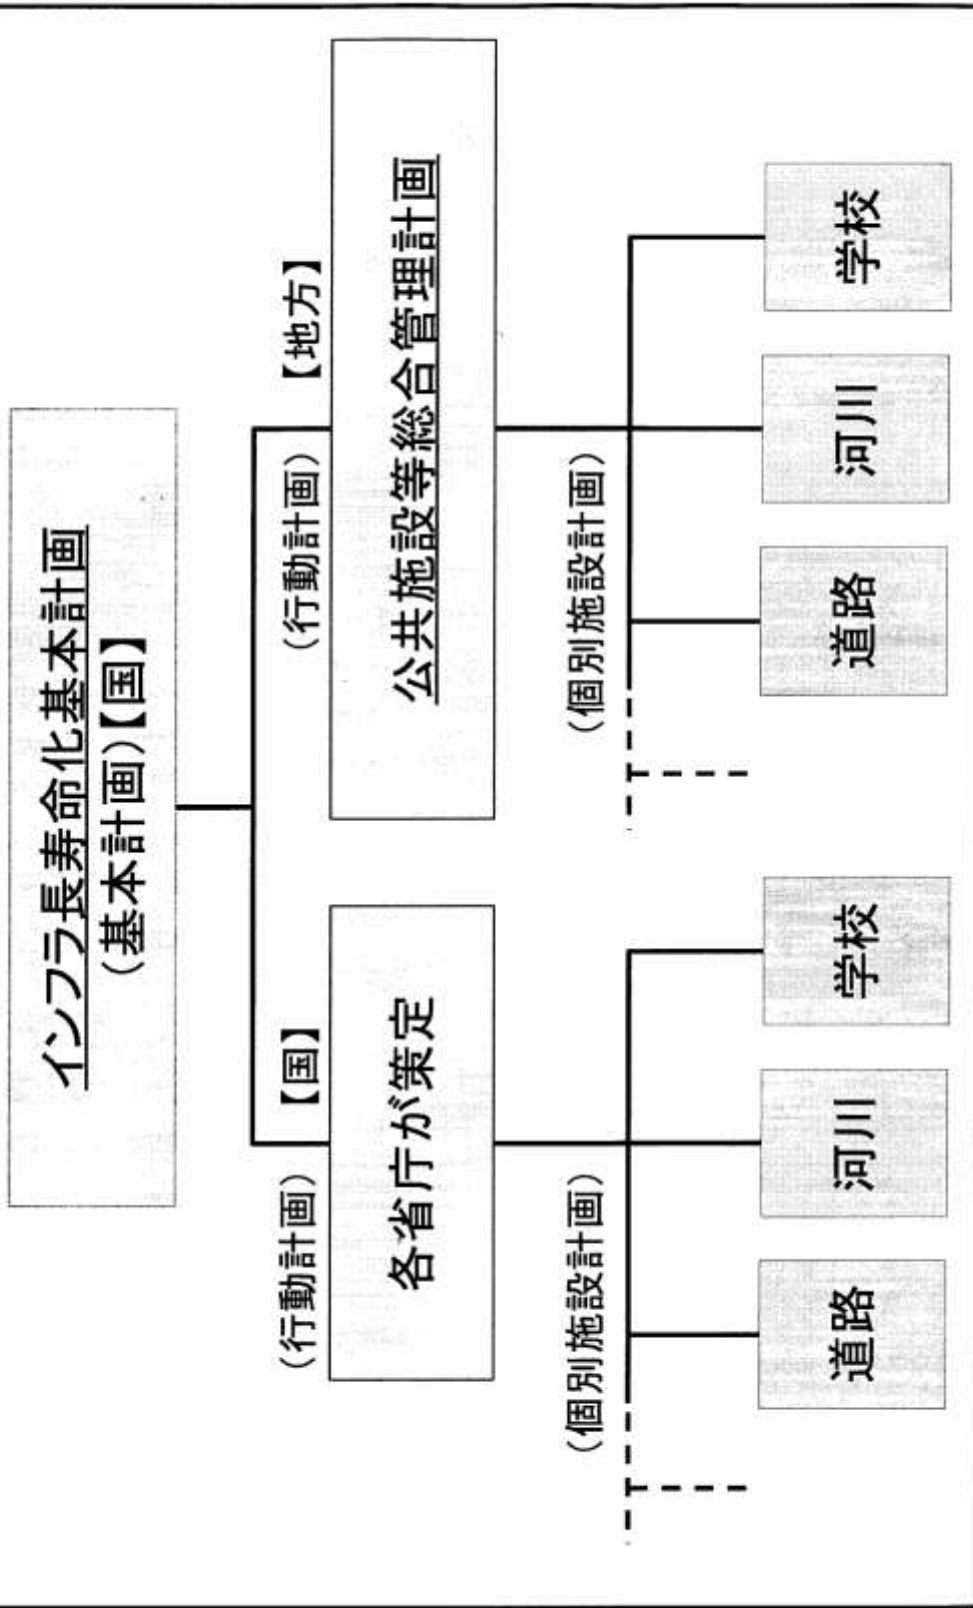 インフラ長寿命化基本計画
(基本計画)【国】
(行動計画)
【国】
各省庁が策定
(行動計画)
【地方】
公共施設等総合管理計画
(個別施設計画)
道路
河川
学校
(個別施設計画)
道路
河川
学校